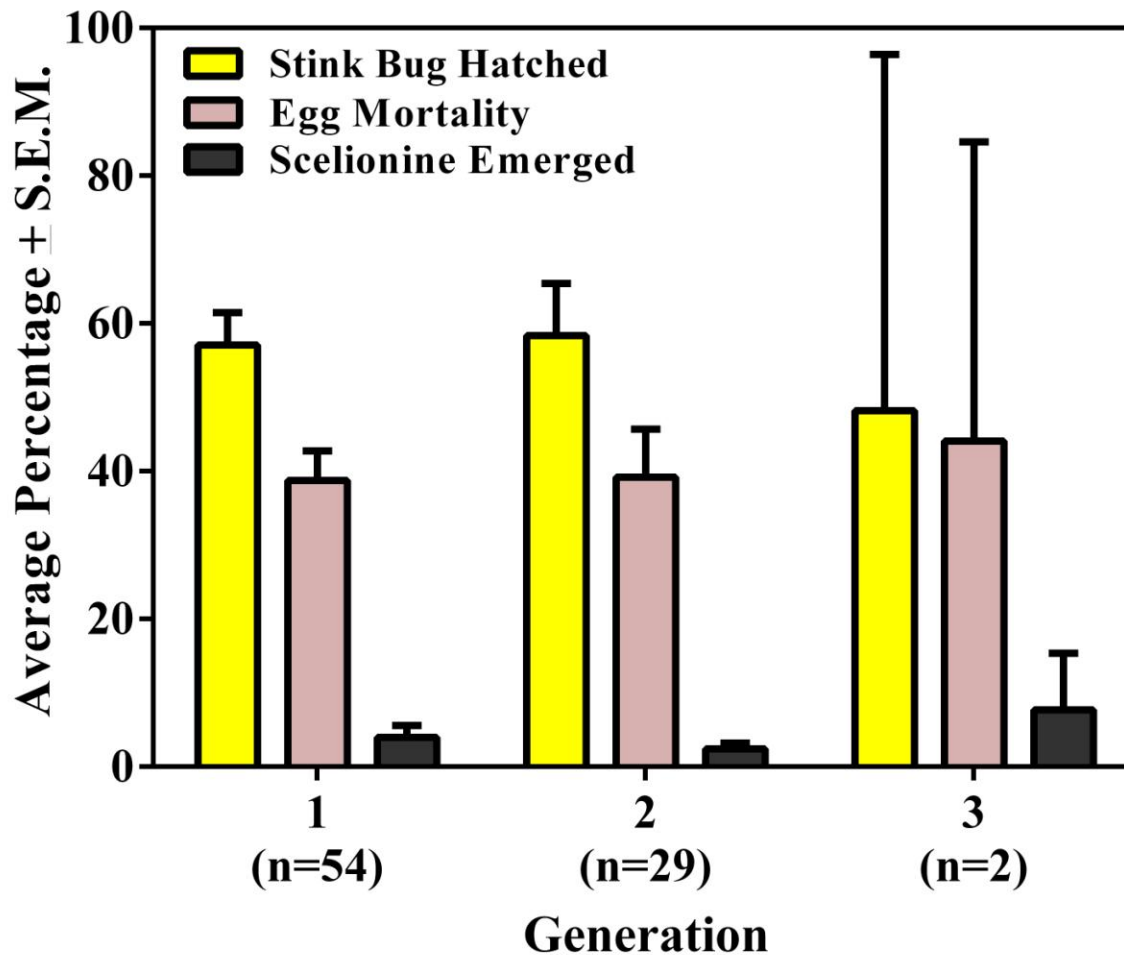 Average Percentage ± S.E.M.
100
80
60
40
20
0
Stink Bug Hatched
Egg Mortality
Scelionine Emerged
1
2
3
(n=54)
(n=29)
(n=2)
Generation